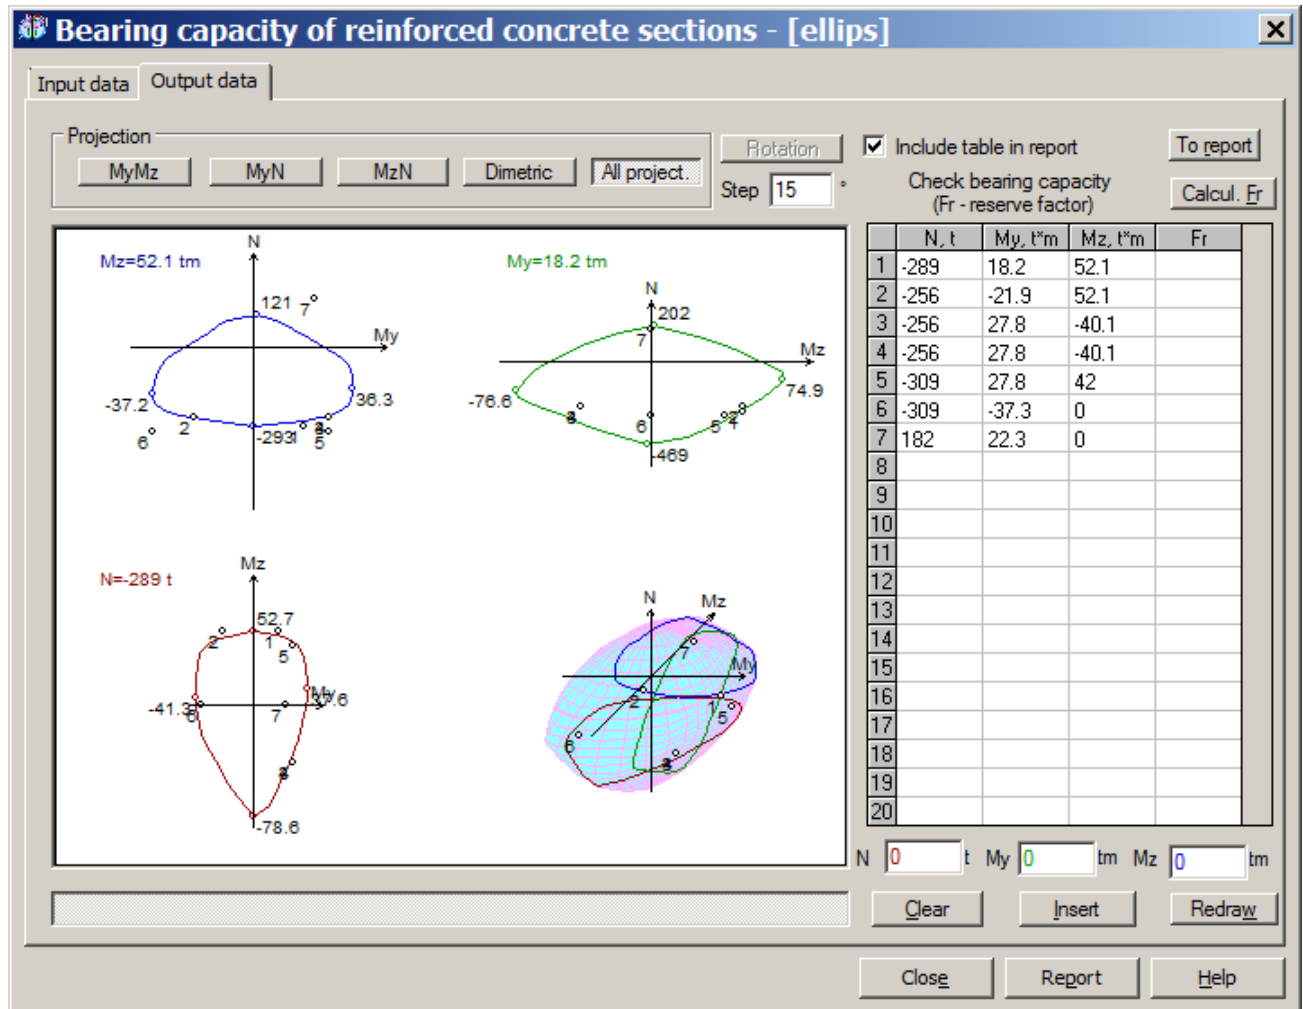 Bearing capacity of reinforced concrete sections - [ellips]
Input data
Output data
Projection
MyMz
MyN
MzN
Dimetric
All project.
Rotation
Step 15 °
Include table in report
To report
Check bearing capacity
(Fr - reserve factor)
Calcul. Fr
Mz=52.1 tm
N
121
7
My
-37.2
36.3
2
6
-293
1
5
My=18.2 tm
N
202
7
Mz
-76.6
74.9
6
5
-469
N=-289 t
Mz
52.7
2
1
5
-41.3
My
7
-78.6
N
Mz
7
My
2
1
5
6
N, t My, t*m Mz, t*m Fr
1 -289 18.2 52.1
2 -256 -21.9 52.1
3 -256 27.8 -40.1
4 -256 27.8 -40.1
5 -309 27.8 42
6 -309 -37.3 0
7 182 22.3 0
8
9
10
11
12
13
14
15
16
17
18
19
20
N 0 t My 0 tm Mz 0 tm
Clear
Insert
Redraw
Close
Report
Help